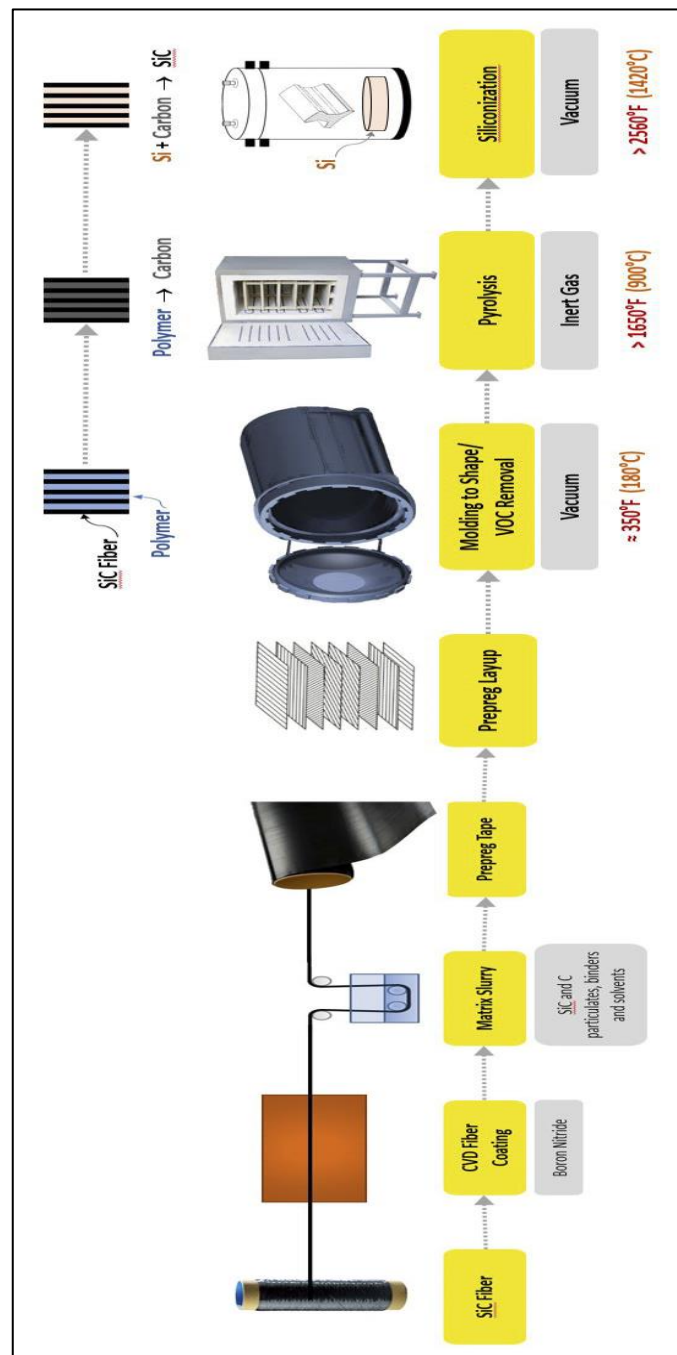 SiC Fiber
Polymer
Polymer → Carbon
Si + Carbon → SiC
Si
SiC Fiber
CVD Fiber
Coating
Boron Nitride
Matrix Slurry
SiC and C
particulates, binders
and solvents
Prepreg Tape
Prepreg Layup
Molding to Shape/
VOC Removal
Vacuum
≈ 350°F (180°C)
Pyrolysis
Inert Gas
> 1650°F (900°C)
Siliconization
Vacuum
> 2560°F (1420°C)